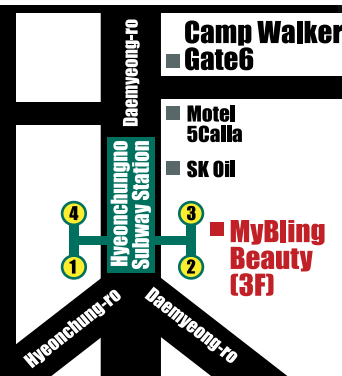 Daemyeong-ro
Camp Walker
Gate6
Motel
5Calla
SK Oil
Hyeonchungno
Subway Station
4
3
1
2
MyBling
Beauty
(3F)
Hyeonchung-ro
Daemyeong-ro